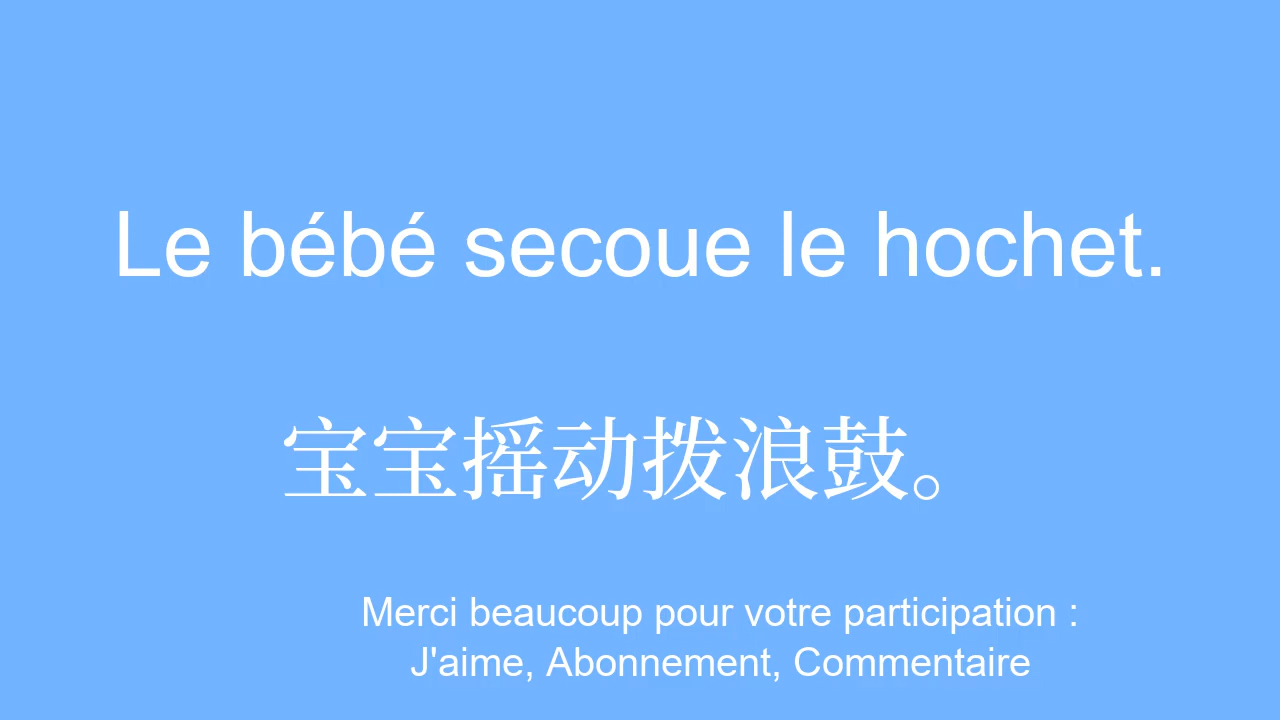 Le bébé secoue le hochet.
宝宝摇动拨浪鼓。
Merci beaucoup pour votre participation :
J'aime, Abonnement, Commentaire